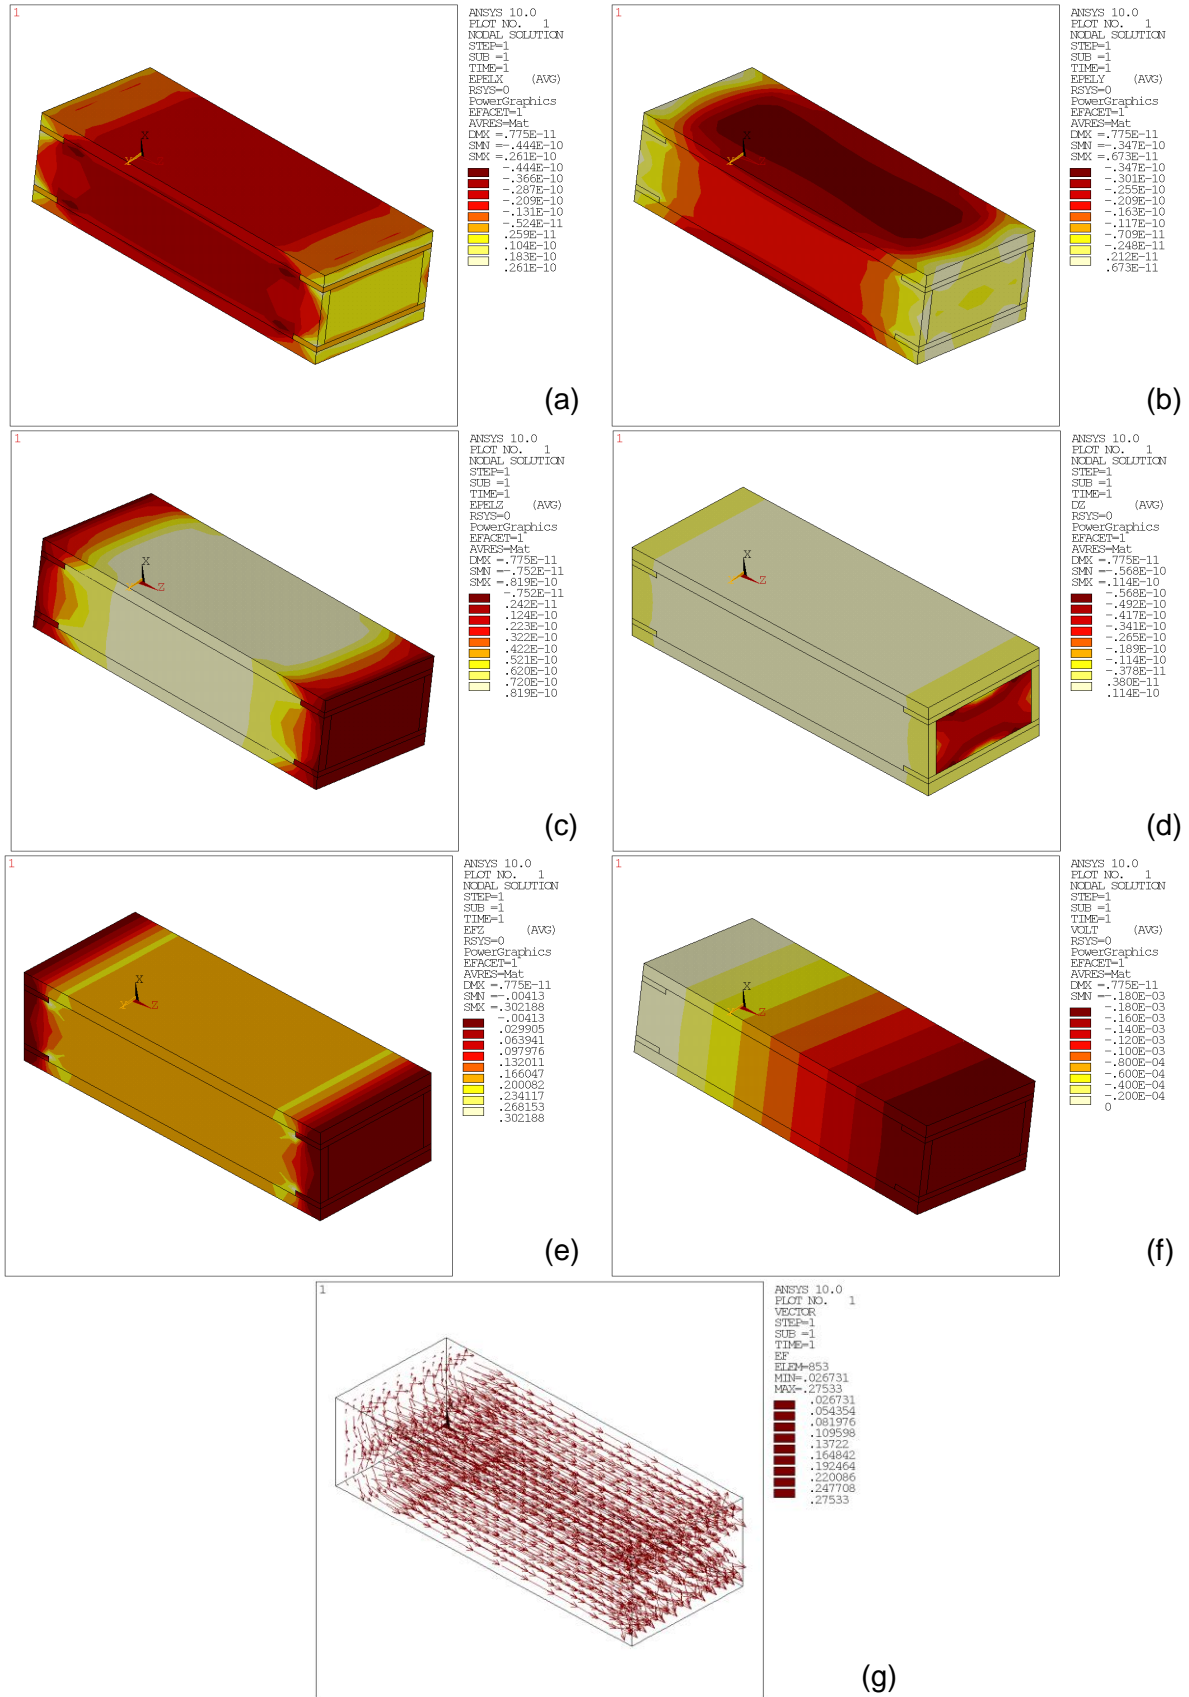 1
X
Y
ANSYS 10.0
PLOT NO. 1
NODAL SOLUTION
STEP=1
SUB =1
TIME=1
EPELX (AVG)
RSYS=0
PowerGraphics
EFACET=1
AVRES=Mat
DMX =.775E-11
SMN =-.444E-10
SMX =.261E-10
-.444E-10
-.366E-10
-.287E-10
-.209E-10
-.131E-10
-.524E-11
.259E-11
.104E-10
.183E-10
.261E-10
(a)
1
X
ANSYS 10.0
PLOT NO. 1
NODAL SOLUTION
STEP=1
SUB =1
TIME=1
EPELY (AVG)
RSYS=0
PowerGraphics
EFACET=1
AVRES=Mat
DMX =.775E-11
SMN =-.347E-10
SMX =.673E-11
-.347E-10
-.301E-10
-.255E-10
-.209E-10
-.163E-10
-.117E-10
-.709E-11
-.248E-11
.212E-11
.673E-11
(b)
1
X
Z
ANSYS 10.0
PLOT NO. 1
NODAL SOLUTION
STEP=1
SUB =1
TIME=1
EPELZ (AVG)
RSYS=0
PowerGraphics
EFACET=1
AVRES=Mat
DMX =.775E-11
SMN =-.752E-11
SMX =.819E-10
-.752E-11
.242E-11
.124E-10
.223E-10
.322E-10
.422E-10
.521E-10
.620E-10
.720E-10
.819E-10
(c)
1
X
Z
ANSYS 10.0
PLOT NO. 1
NODAL SOLUTION
STEP=1
SUB =1
TIME=1
DZ (AVG)
RSYS=0
PowerGraphics
EFACET=1
AVRES=Mat
DMX =.775E-11
SMN =-.568E-10
SMX =.114E-10
-.568E-10
-.492E-10
-.417E-10
-.341E-10
-.265E-10
-.189E-10
-.114E-10
-.378E-11
.380E-11
.114E-10
(d)
1
X
Y
Z
ANSYS 10.0
PLOT NO. 1
NODAL SOLUTION
STEP=1
SUB =1
TIME=1
EFZ (AVG)
RSYS=0
PowerGraphics
EFACET=1
AVRES=Mat
DMX =.775E-11
SMN =-.00413
SMX =.302188
-.00413
.029905
.063941
.097976
.132011
.166047
.200082
.234117
.268153
.302188
(e)
1
X
Z
ANSYS 10.0
PLOT NO. 1
NODAL SOLUTION
STEP=1
SUB =1
TIME=1
VOLT (AVG)
RSYS=0
PowerGraphics
EFACET=1
AVRES=Mat
DMX =.775E-11
SMN =-.180E-03
-.180E-03
-.160E-03
-.140E-03
-.120E-03
-.100E-03
-.800E-04
-.600E-04
-.400E-04
-.200E-04
0
(f)
1
ANSYS 10.0
PLOT NO. 1
VECTOR
STEP=1
SUB =1
TIME=1
EF
ELEM=853
MIN=.026731
MAX=.27533
.026731
.054354
.081976
.109598
.13722
.164842
.192464
.220086
.247708
.27533
(g)